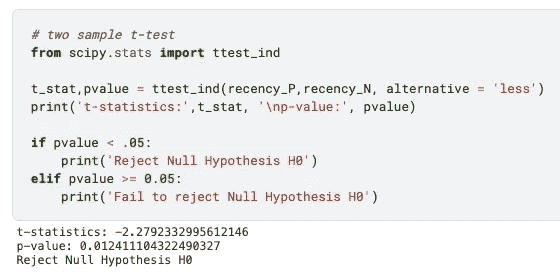 # two sample t-test
from scipy.stats import ttest_ind
t_stat,pvalue = ttest_ind(recency_P,recency_N, alternative = 'less')
print('t-statistics:',t_stat, '\np-value:', pvalue)
if pvalue < .05:
    print('Reject Null Hypothesis H0')
elif pvalue >= 0.05:
    print('Fail to reject Null Hypothesis H0')
t-statistics: -2.2792332995612146
p-value: 0.012411104322490327
Reject Null Hypothesis H0